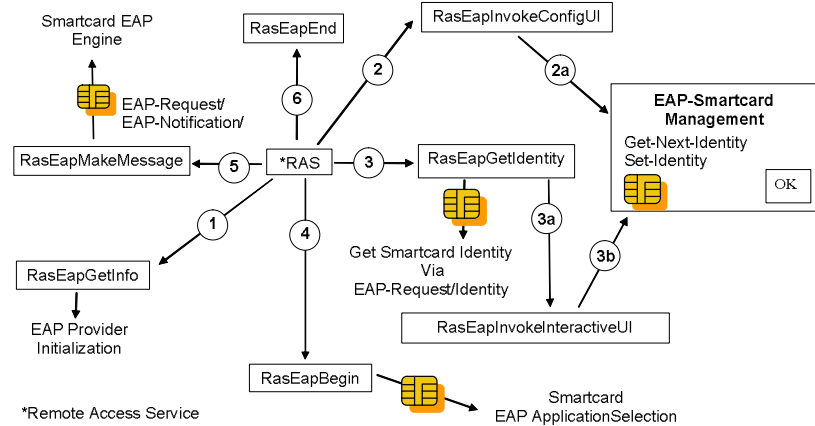 Smartcard EAP
Engine
RasEapEnd
RasEapInvokeConfigUI
2
2a
6
EAP-Request/
EAP-Notification/
EAP-Smartcard
Management
Get-Next-Identity
Set-Identity
OK
RasEapMakeMessage
5
*RAS
3
RasEapGetIdentity
1
4
3a
3b
Get Smartcard Identity
Via
EAP-Request/Identity
RasEapGetInfo
EAP Provider
Initialization
RasEapInvokeInteractiveUI
RasEapBegin
Smartcard
EAP ApplicationSelection
*Remote Access Service